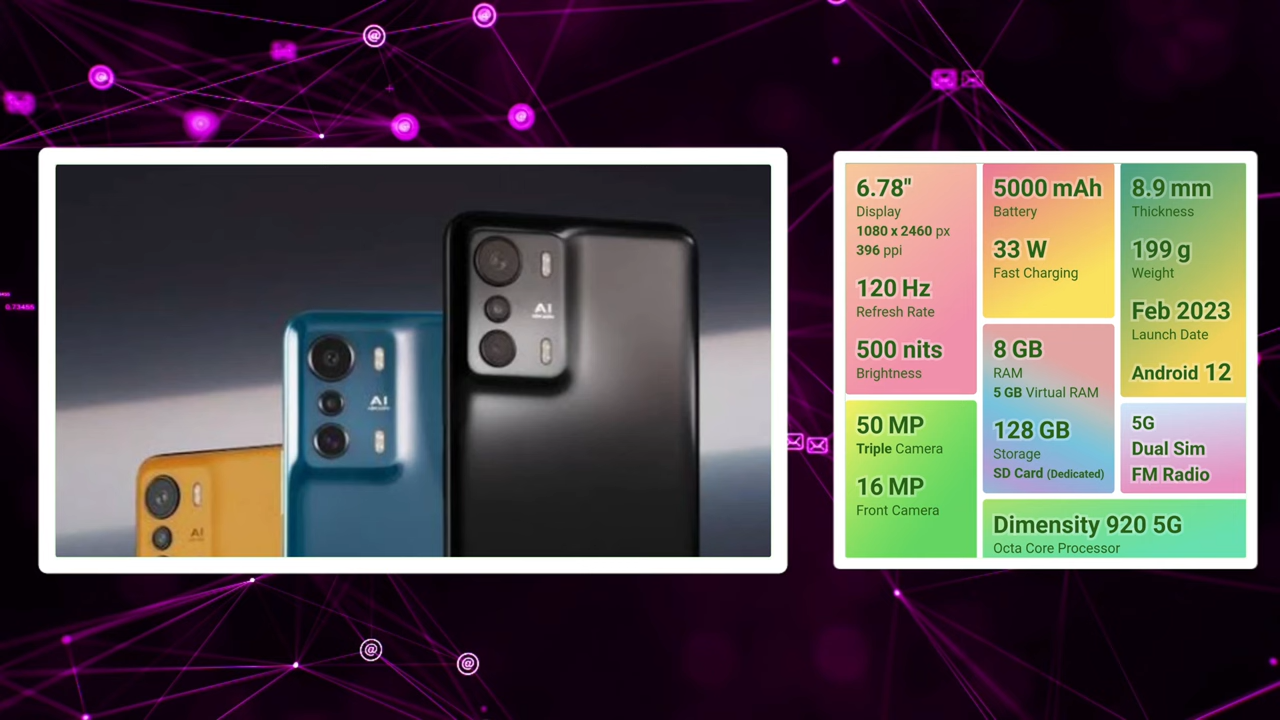 @
@
@
@
@
0.73455
AI
AI
AI
6.78"
Display
1080 x 2460 px
396 ppi
120 Hz
Refresh Rate
500 nits
Brightness
50 MP
Triple Camera
16 MP
Front Camera
5000 mAh
Battery
33 W
Fast Charging
8 GB
RAM
5 GB Virtual RAM
128 GB
Storage
SD Card (Dedicated)
8.9 mm
Thickness
199 g
Weight
Feb 2023
Launch Date
Android 12
5G
Dual Sim
FM Radio
Dimensity 920 5G
Octa Core Processor
@
@